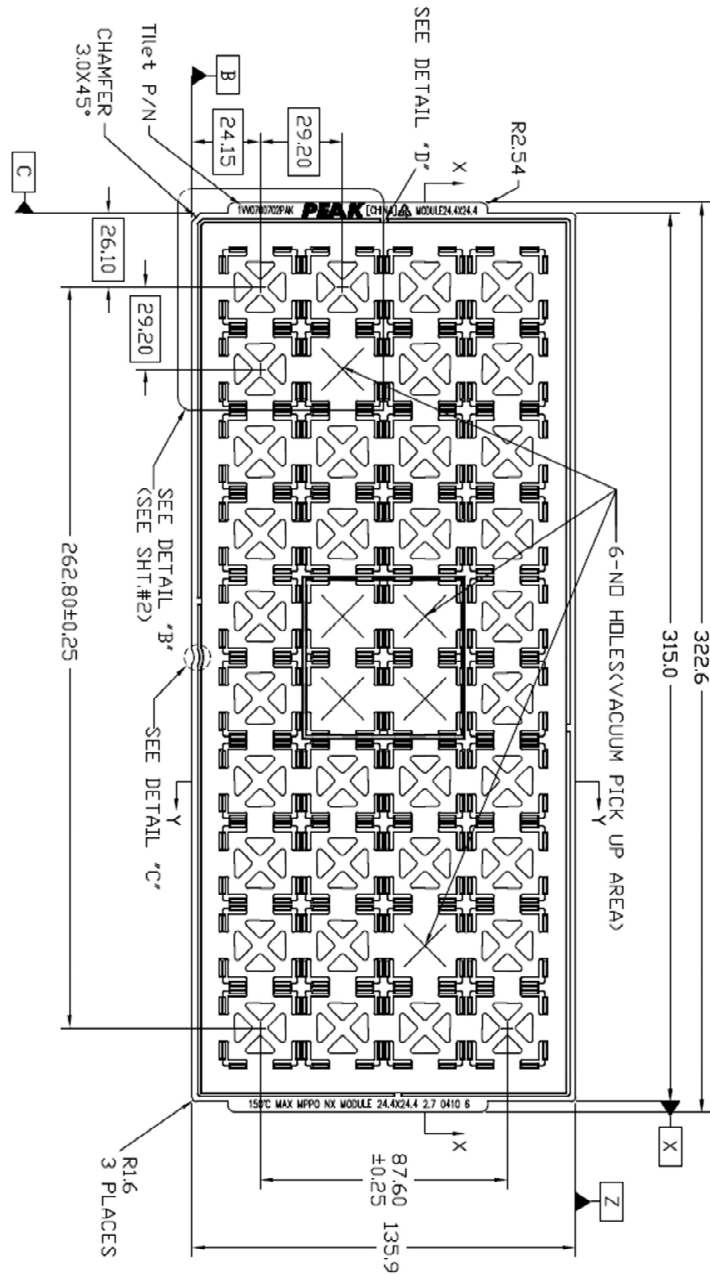 322.6
315.0
6-NO HOLES(VACUUM PICK UP AREA)
R2.54
X
X
X
Z
Y
Y
SEE DETAIL "D"
Tilet P/N
CHAMFER
3.0X45°
B
C
24.15
29.20
26.10
29.20
1VV0700702PAK PEAK [CHINA] MODULE24.4X24.4
SEE DETAIL "B"
(SEE SHT.#2)
SEE DETAIL "C"
262.80±0.25
150°C MAX MPPO NX MODULE 24.4X24.4 2.7 0410 6
87.60
±0.25
135.9
R1.6
3 PLACES